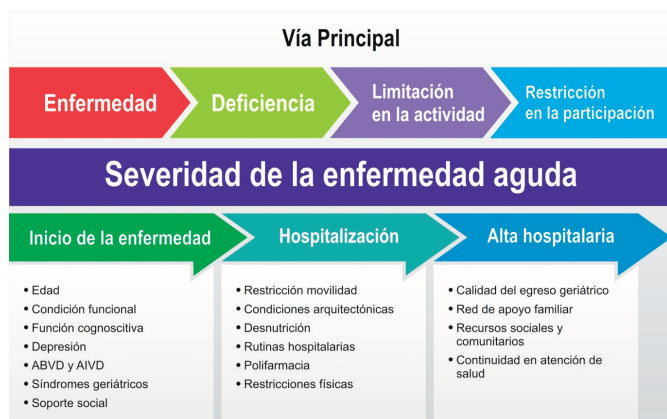 Vía Principal
Enfermedad
Deficiencia
Limitación
en la actividad
Restricción
en la participación
Severidad de la enfermedad aguda
Inicio de la enfermedad
• Edad
• Condición funcional
• Función cognoscitiva
• Depresión
• ABVD y AIVD
• Síndromes geriátricos
• Soporte social
Hospitalización
• Restricción movilidad
• Condiciones arquitectónicas
• Desnutrición
• Rutinas hospitalarias
• Polifarmacia
• Restricciones físicas
Alta hospitalaria
• Calidad del egreso geriátrico
• Red de apoyo familiar
• Recursos sociales y
comunitarios
• Continuidad en atención de
salud